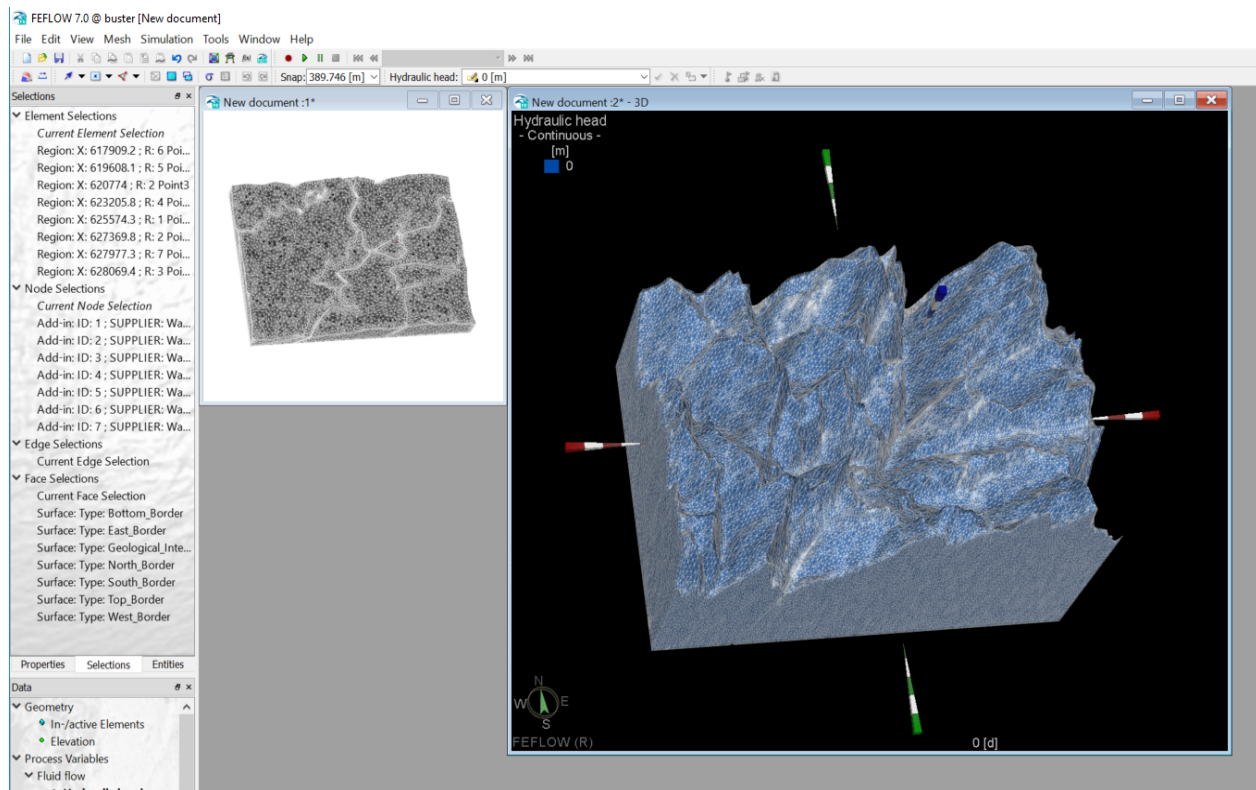 FEFLOW 7.0 @ buster [New document]
File Edit View Mesh Simulation Tools Window Help
Snap: 389.746 [m] Hydraulic head: 0 [m]
Selections
Element Selections
Current Element Selection
Region: X: 617909.2 ; R: 6 Poi...
Region: X: 619608.1 ; R: 5 Poi...
Region: X: 620774 ; R: 2 Point3
Region: X: 623205.8 ; R: 4 Poi...
Region: X: 625574.3 ; R: 1 Poi...
Region: X: 627369.8 ; R: 2 Poi...
Region: X: 627977.3 ; R: 7 Poi...
Region: X: 628069.4 ; R: 3 Poi...
Node Selections
Current Node Selection
Add-in: ID: 1 ; SUPPLIER: Wa...
Add-in: ID: 2 ; SUPPLIER: Wa...
Add-in: ID: 3 ; SUPPLIER: Wa...
Add-in: ID: 4 ; SUPPLIER: Wa...
Add-in: ID: 5 ; SUPPLIER: Wa...
Add-in: ID: 6 ; SUPPLIER: Wa...
Add-in: ID: 7 ; SUPPLIER: Wa...
Edge Selections
Current Edge Selection
Face Selections
Current Face Selection
Surface: Type: Bottom_Border
Surface: Type: East_Border
Surface: Type: Geological_Inte...
Surface: Type: North_Border
Surface: Type: South_Border
Surface: Type: Top_Border
Surface: Type: West_Border
Properties Selections Entities
Data
Geometry
In-/active Elements
Elevation
Process Variables
Fluid flow
New document :1*
New document :2* - 3D
Hydraulic head
- Continuous -
[m]
0
N
W E
S
FEFLOW (R)
0 [d]